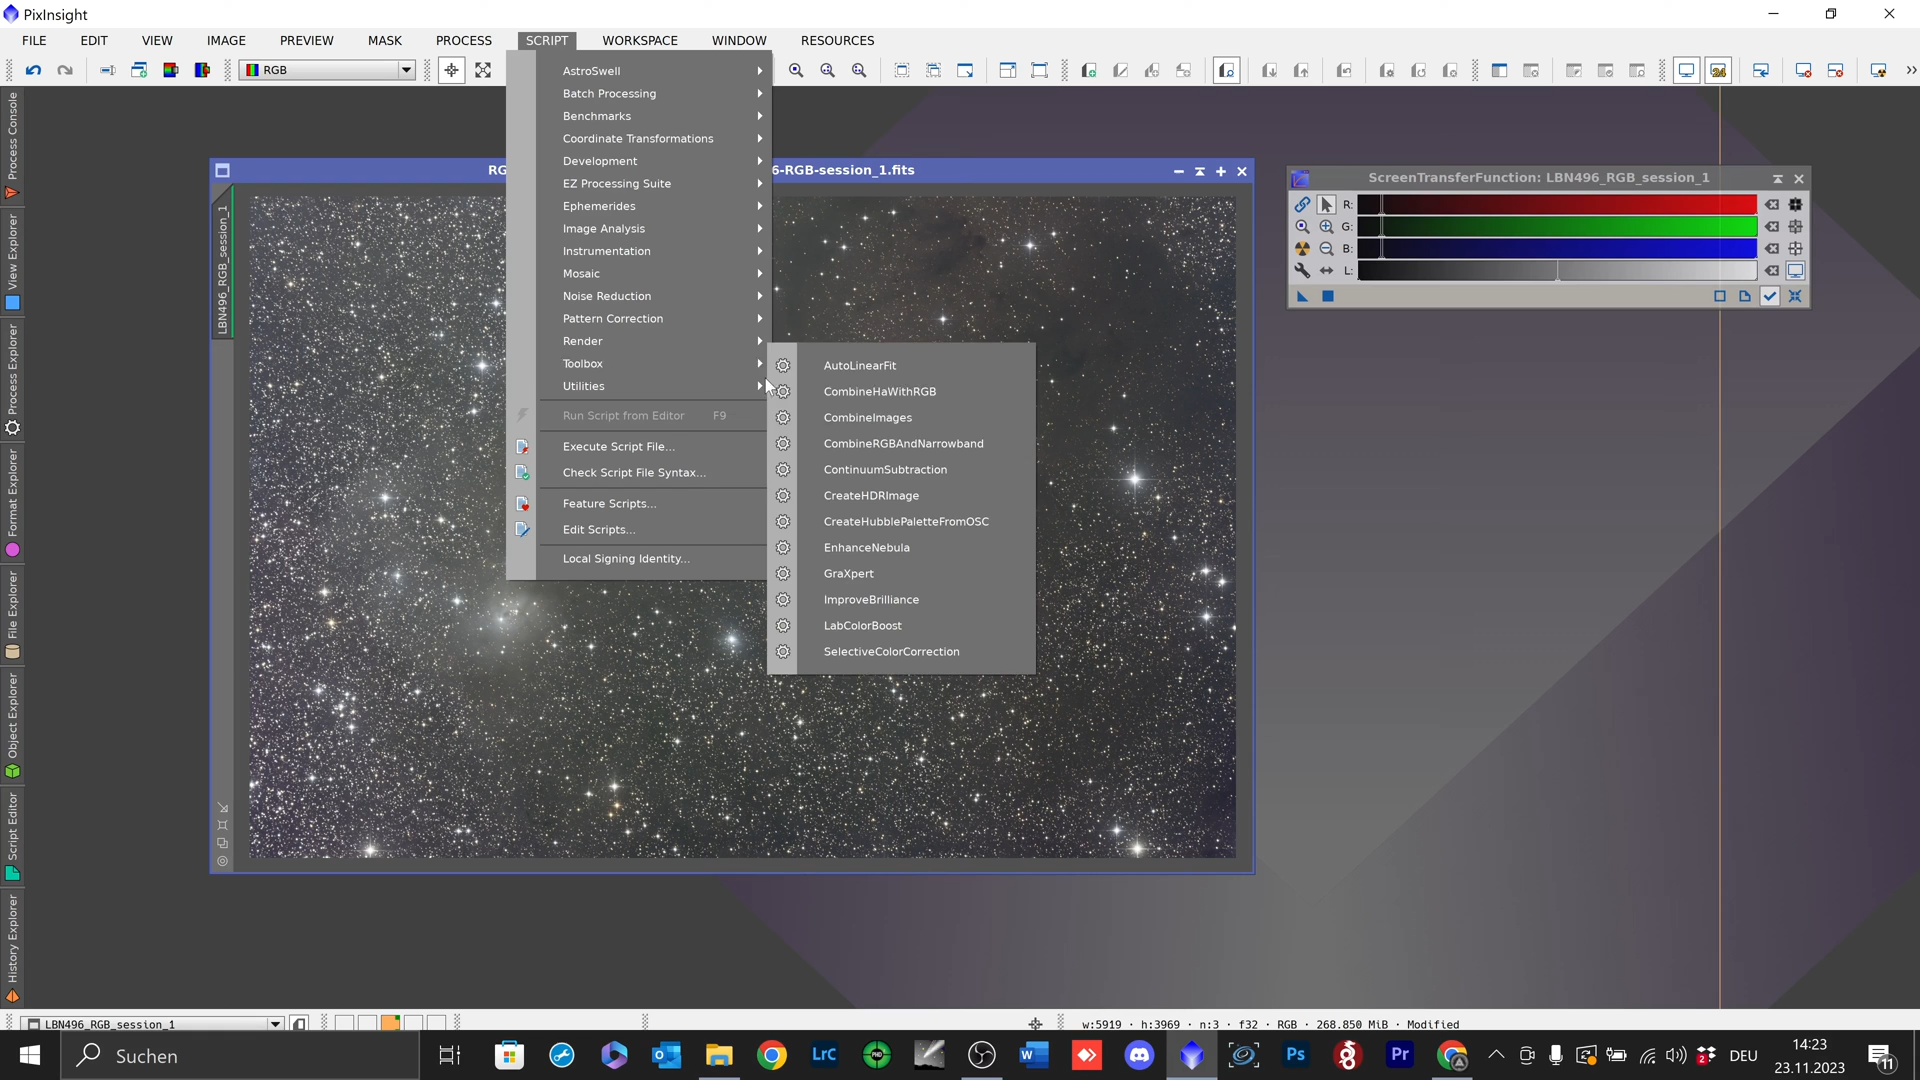 PixInsight
FILE EDIT VIEW IMAGE PREVIEW MASK PROCESS SCRIPT WORKSPACE WINDOW RESOURCES
RGB
24
AstroSwell
Batch Processing
Benchmarks
Coordinate Transformations
Development
EZ Processing Suite
Ephemerides
Image Analysis
Instrumentation
Mosaic
Noise Reduction
Pattern Correction
Render
Toolbox
Utilities
Run Script from Editor F9
Execute Script File...
Check Script File Syntax...
Feature Scripts...
Edit Scripts...
Local Signing Identity...
AutoLinearFit
CombineHaWithRGB
CombineImages
CombineRGBAndNarrowband
ContinuumSubtraction
CreateHDRImage
CreateHubblePaletteFromOSC
EnhanceNebula
GraXpert
ImproveBrilliance
LabColorBoost
SelectiveColorCorrection
RG
6-RGB-session_1.fits
LBN496_RGB_session_1
ScreenTransferFunction: LBN496_RGB_session_1
R:
G:
B:
L:
Process Console
View Explorer
Process Explorer
Format Explorer
File Explorer
Object Explorer
Script Editor
History Explorer
LBN496_RGB_session_1
w:5919 · h:3969 · n:3 · f32 · RGB · 268.850 MiB · Modified
Suchen
LrC
PHD
W
Ps
Pr
A
2
DEU
14:23
23.11.2023
11